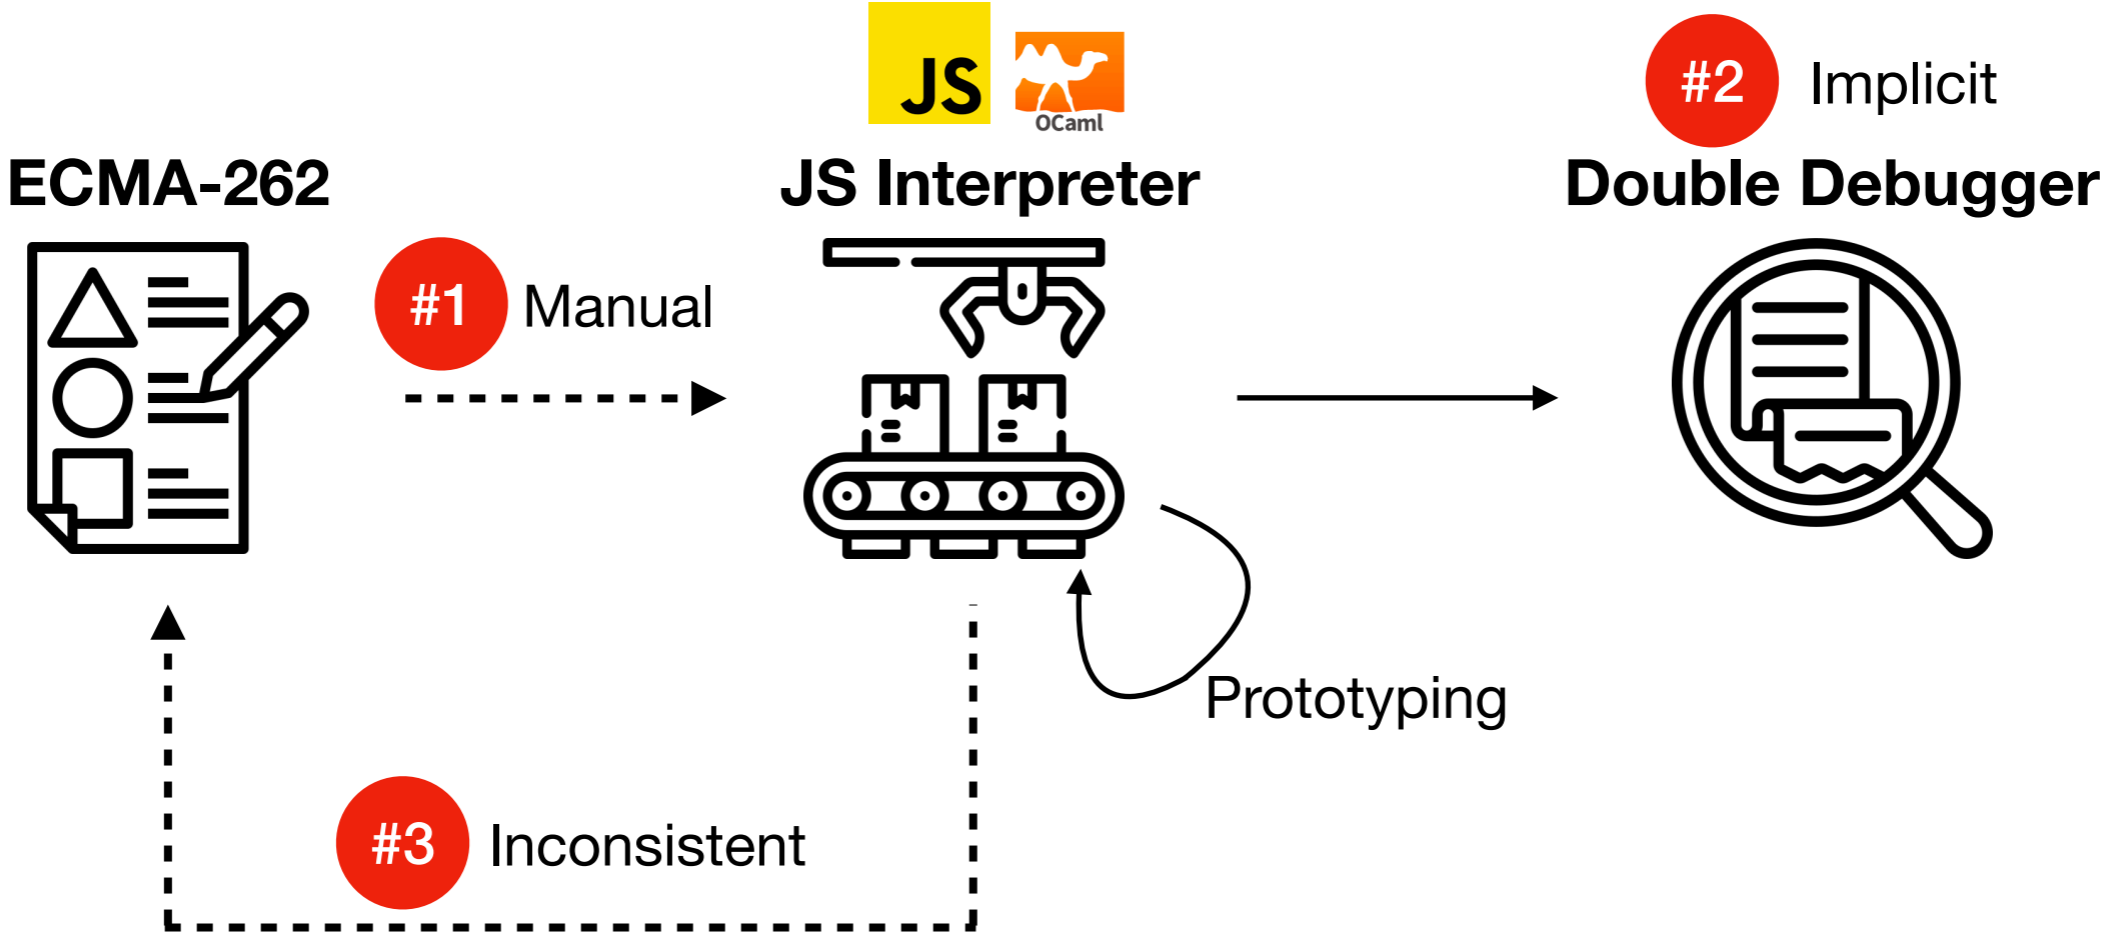 JS
OCaml
#2 Implicit
ECMA-262
JS Interpreter
Double Debugger
#1 Manual
Prototyping
#3 Inconsistent